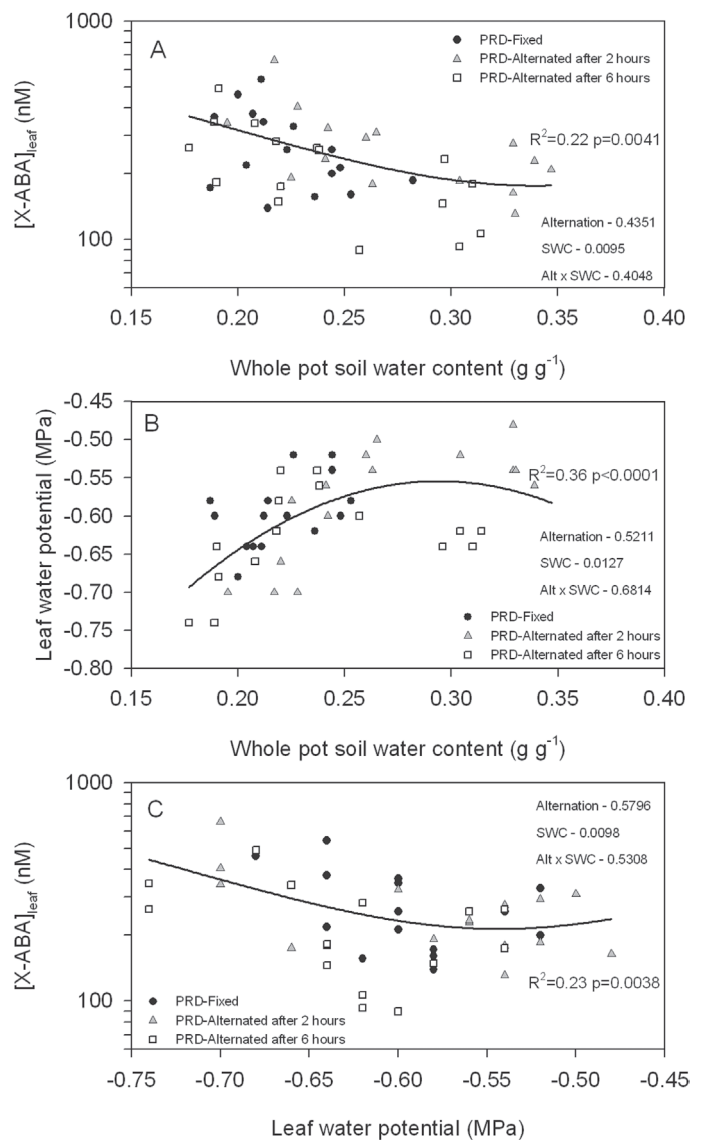 1000
A
PRD-Fixed
PRD-Alternated after 2 hours
PRD-Alternated after 6 hours
[X-ABA]leaf (nM)
R²=0.22 p=0.0041
100
Alternation - 0.4351
SWC - 0.0095
Alt x SWC - 0.4048
0.15 0.20 0.25 0.30 0.35 0.40
Whole pot soil water content (g g⁻¹)
-0.45
B
-0.50
-0.55
-0.60
-0.65
-0.70
-0.75
-0.80
Leaf water potential (MPa)
R²=0.36 p<0.0001
Alternation - 0.5211
SWC - 0.0127
Alt x SWC - 0.6814
PRD-Fixed
PRD-Alternated after 2 hours
PRD-Alternated after 6 hours
0.15 0.20 0.25 0.30 0.35 0.40
Whole pot soil water content (g g⁻¹)
1000
C
Alternation - 0.5796
SWC - 0.0098
Alt x SWC - 0.5308
[X-ABA]leaf (nM)
R²=0.23 p=0.0038
100
PRD-Fixed
PRD-Alternated after 2 hours
PRD-Alternated after 6 hours
-0.75 -0.70 -0.65 -0.60 -0.55 -0.50 -0.45
Leaf water potential (MPa)